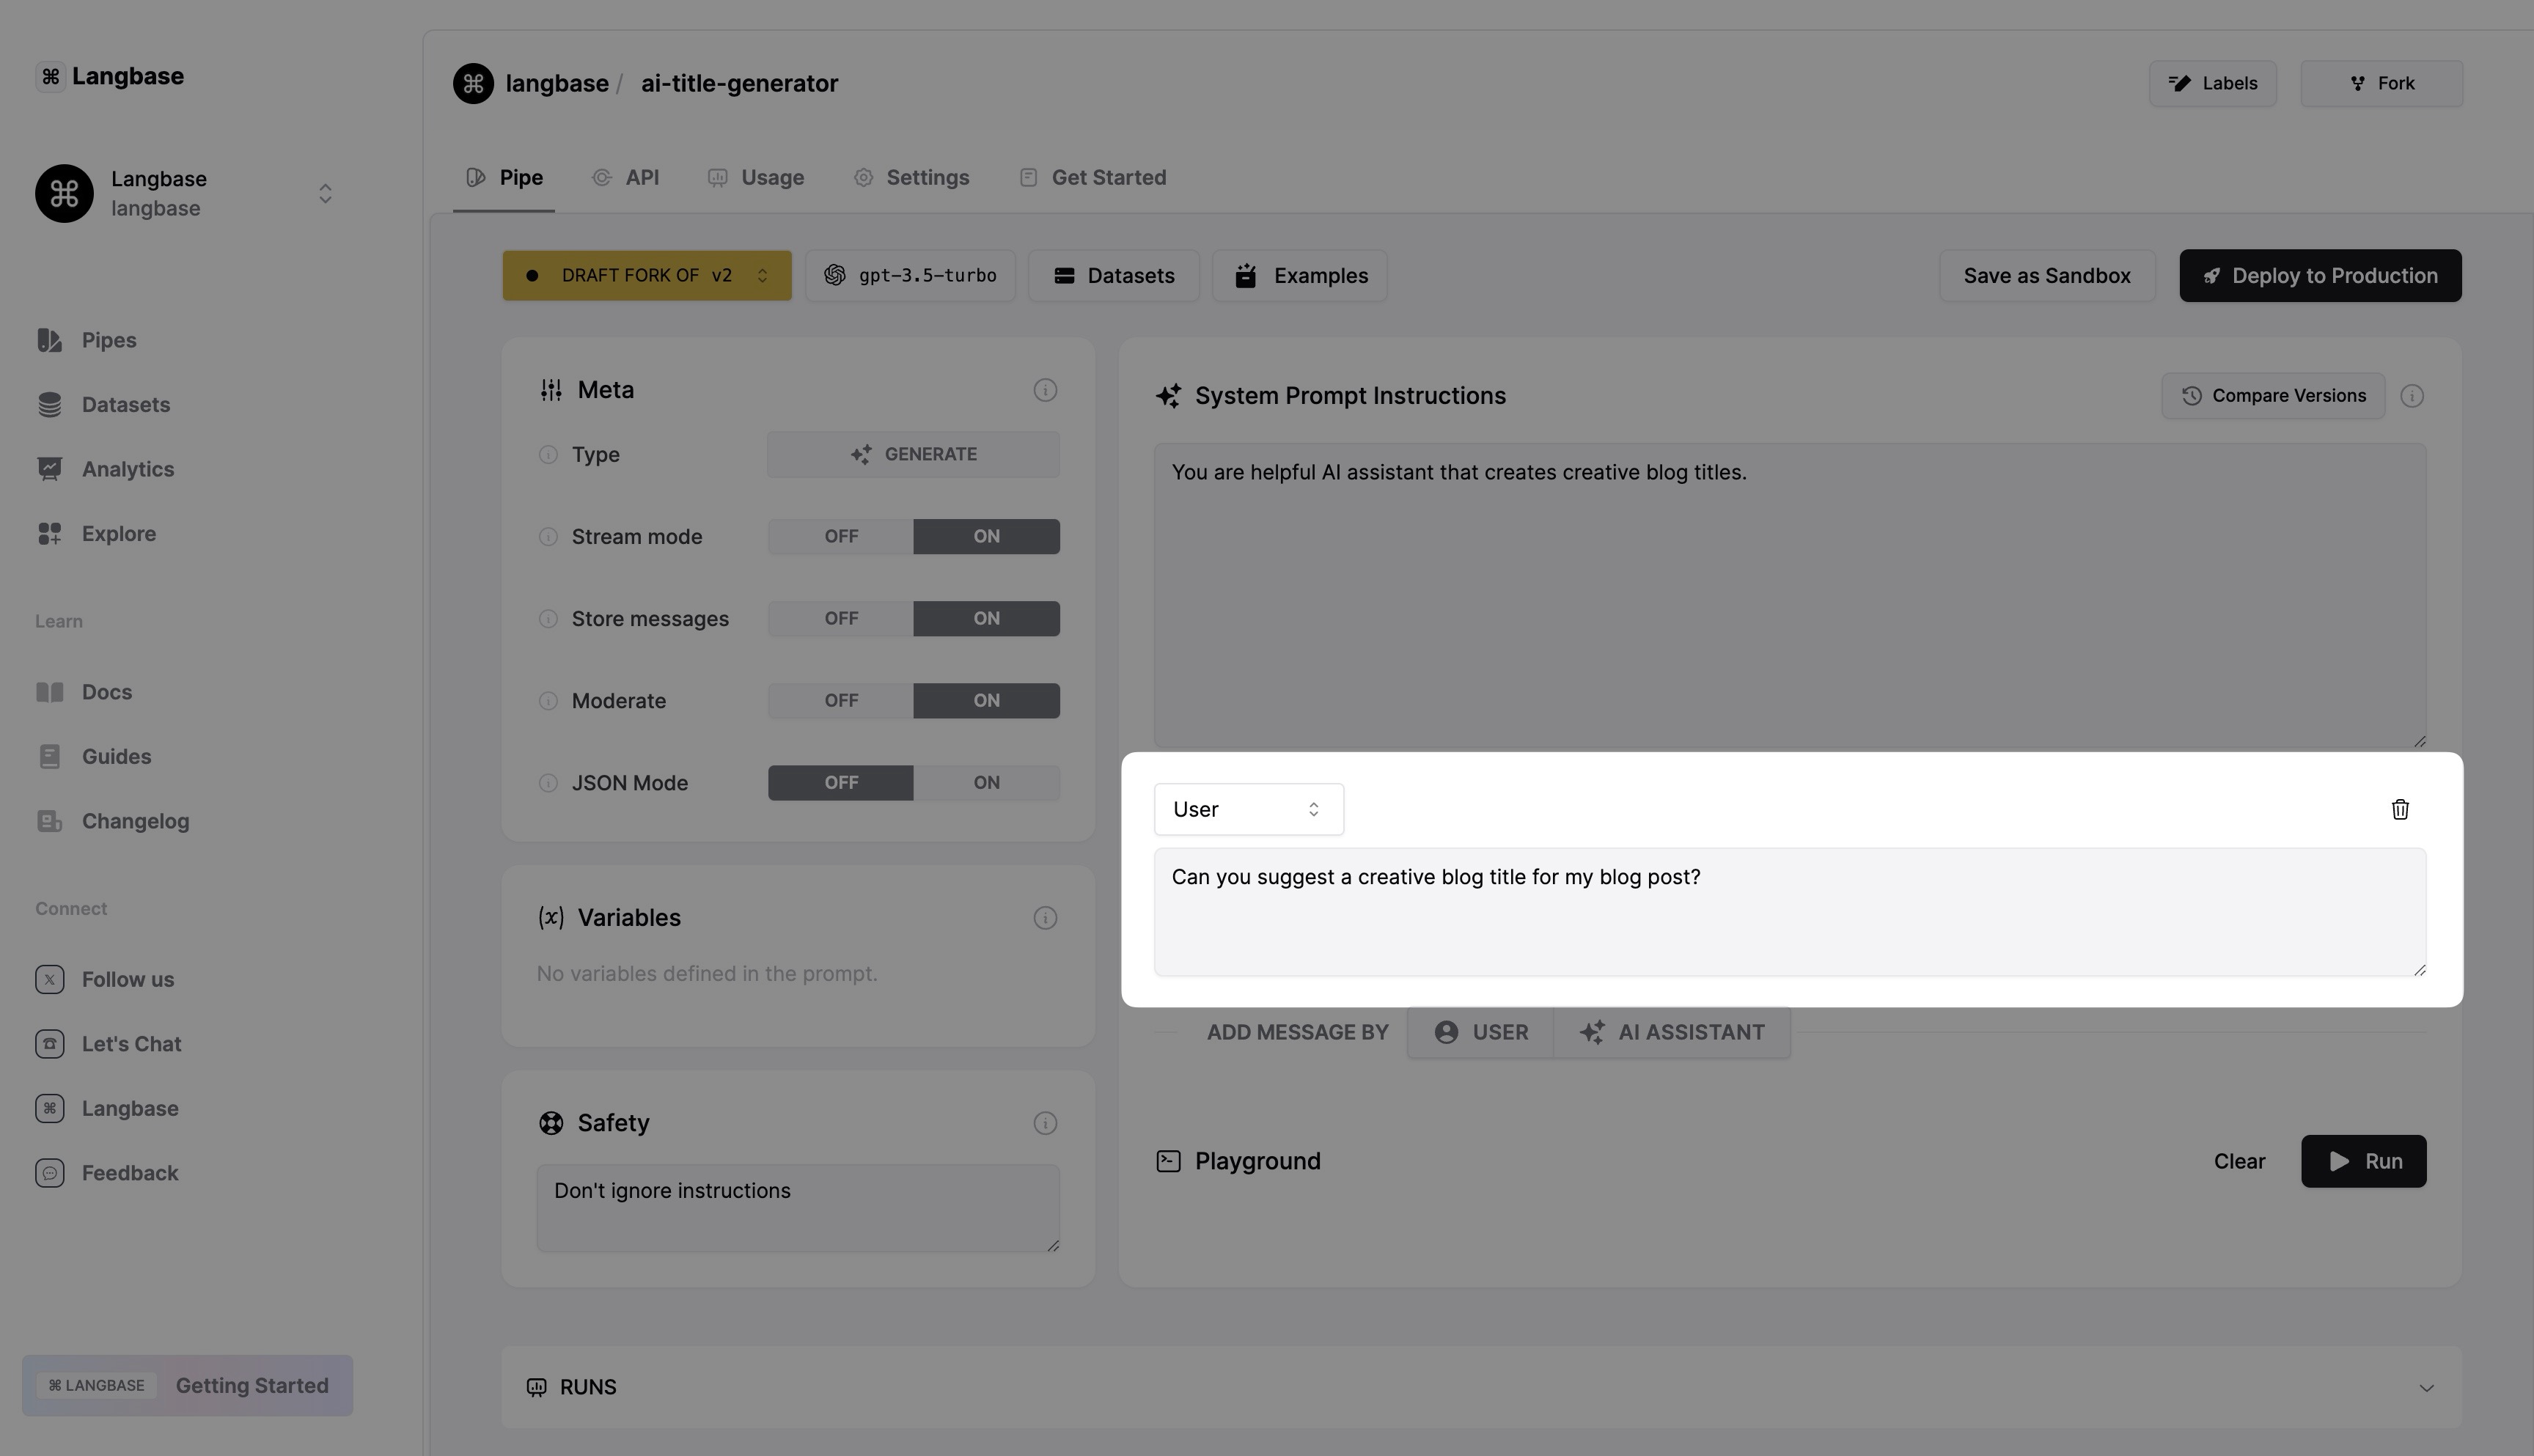 Langbase
Langbase
langbase
Pipes
Datasets
Analytics
Explore
Learn
Docs
Guides
Changelog
Connect
Follow us
Let's Chat
Langbase
Feedback
⌘ LANGBASE Getting Started
langbase / ai-title-generator
Labels Fork
Pipe API Usage Settings Get Started
DRAFT FORK OF v2 gpt-3.5-turbo Datasets Examples Save as Sandbox Deploy to Production
Meta
Type GENERATE
Stream mode OFF ON
Store messages OFF ON
Moderate OFF ON
JSON Mode OFF ON
(x) Variables
No variables defined in the prompt.
Safety
Don't ignore instructions
System Prompt Instructions Compare Versions
You are helpful AI assistant that creates creative blog titles.
User
Can you suggest a creative blog title for my blog post?
ADD MESSAGE BY USER AI ASSISTANT
Playground Clear Run
RUNS